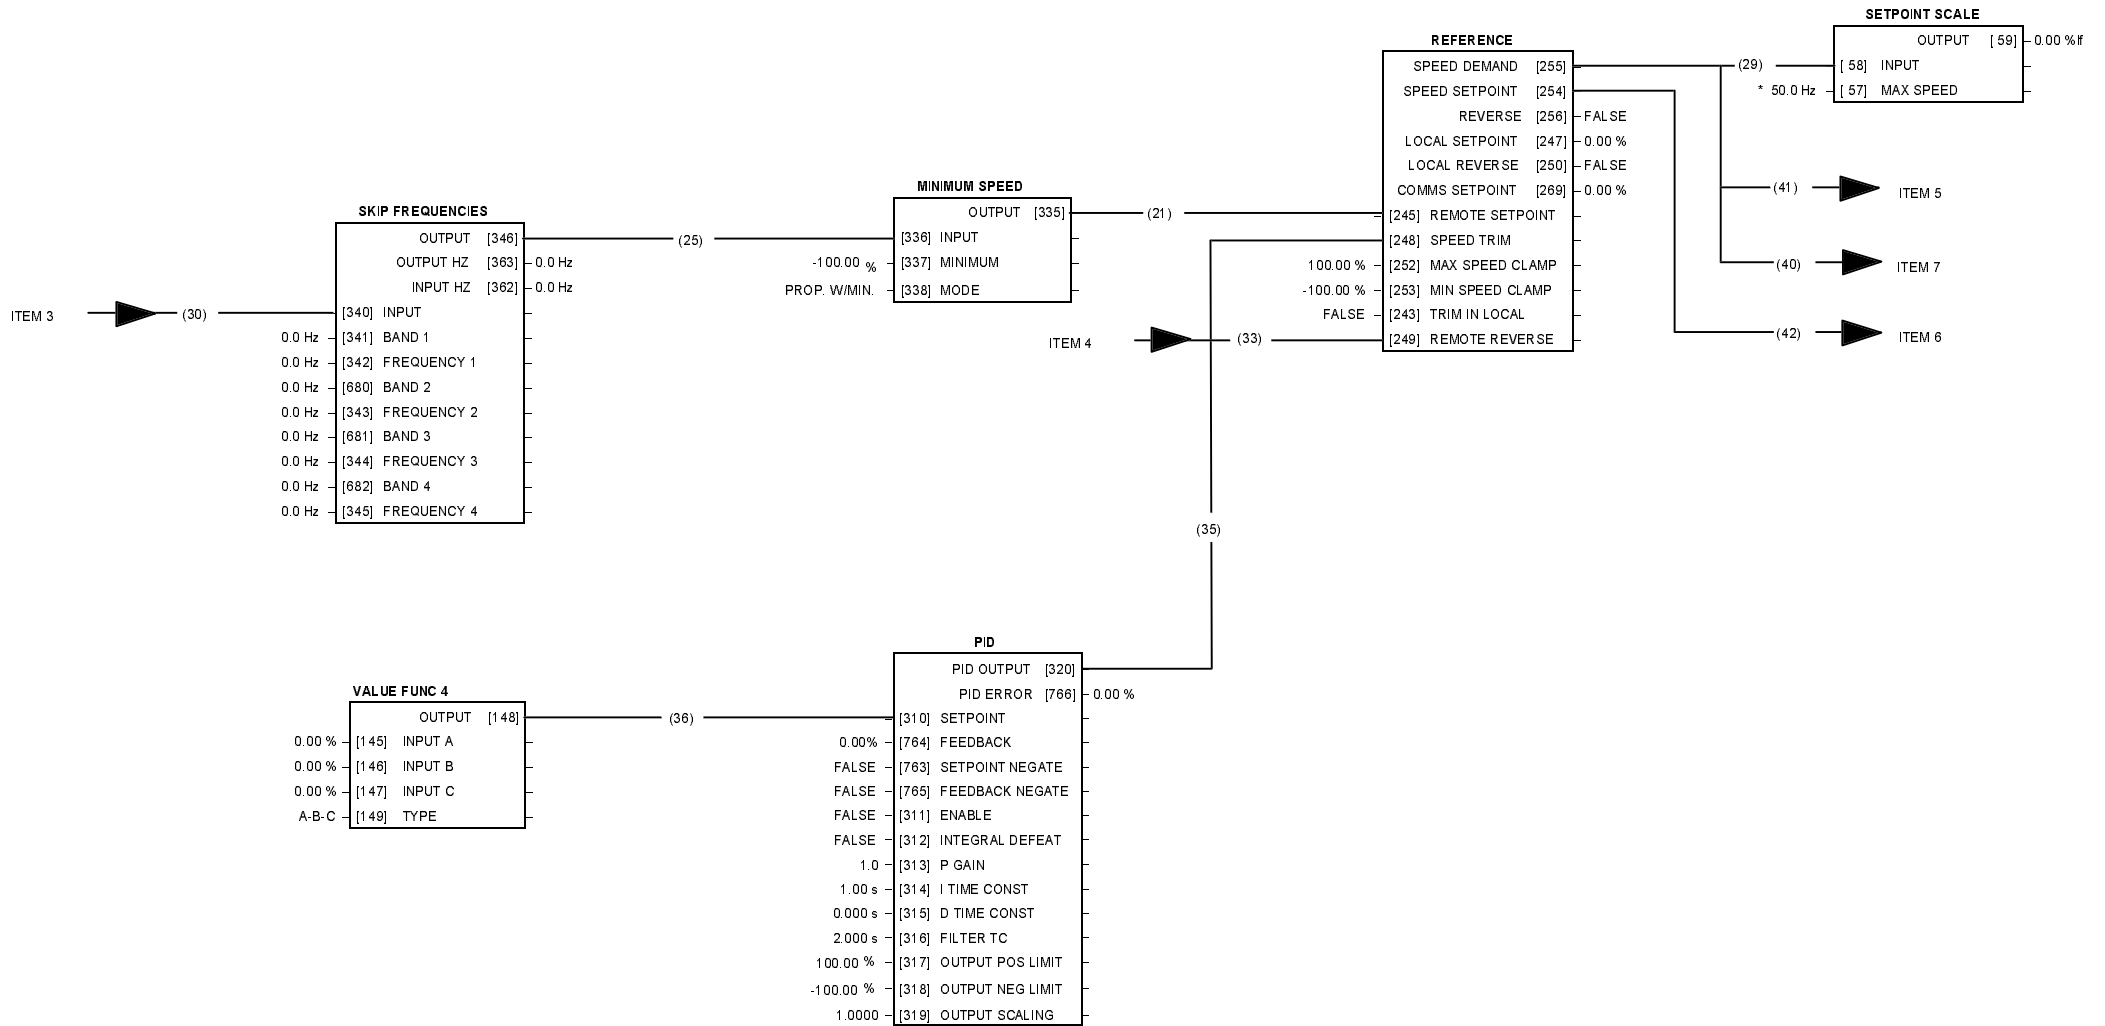 SETPOINT SCALE
OUTPUT [ 59] 0.00 %
[ 58] INPUT
* 50.0 Hz [ 57] MAX SPEED
REFERENCE
SPEED DEMAND [255]
(29)
SPEED SETPOINT [254]
REVERSE [256] FALSE
LOCAL SETPOINT [247] 0.00 %
LOCAL REVERSE [250] FALSE
COMMS SETPOINT [269] 0.00 %
[245] REMOTE SETPOINT
[248] SPEED TRIM
100.00 % [252] MAX SPEED CLAMP
-100.00 % [253] MIN SPEED CLAMP
FALSE [243] TRIM IN LOCAL
[249] REMOTE REVERSE
(41) ITEM 5
(40) ITEM 7
(42) ITEM 6
MINIMUM SPEED
OUTPUT [335]
(21)
[336] INPUT
-100.00 % [337] MINIMUM
PROP. W/MIN. [338] MODE
ITEM 4 (33)
SKIP FREQUENCIES
OUTPUT [346]
(25)
OUTPUT HZ [363] 0.0 Hz
INPUT HZ [362] 0.0 Hz
ITEM 3 (30)
[340] INPUT
0.0 Hz [341] BAND 1
0.0 Hz [342] FREQUENCY 1
0.0 Hz [680] BAND 2
0.0 Hz [343] FREQUENCY 2
0.0 Hz [681] BAND 3
0.0 Hz [344] FREQUENCY 3
0.0 Hz [682] BAND 4
0.0 Hz [345] FREQUENCY 4
(35)
PID
PID OUTPUT [320]
PID ERROR [766] 0.00 %
[310] SETPOINT
0.00% [764] FEEDBACK
FALSE [763] SETPOINT NEGATE
FALSE [765] FEEDBACK NEGATE
FALSE [311] ENABLE
FALSE [312] INTEGRAL DEFEAT
1.0 [313] P GAIN
1.00 s [314] I TIME CONST
0.000 s [315] D TIME CONST
2.000 s [316] FILTER TC
100.00 % [317] OUTPUT POS LIMIT
-100.00 % [318] OUTPUT NEG LIMIT
1.0000 [319] OUTPUT SCALING
VALUE FUNC 4
OUTPUT [148]
(36)
0.00 % [145] INPUT A
0.00 % [146] INPUT B
0.00 % [147] INPUT C
A-B-C [149] TYPE